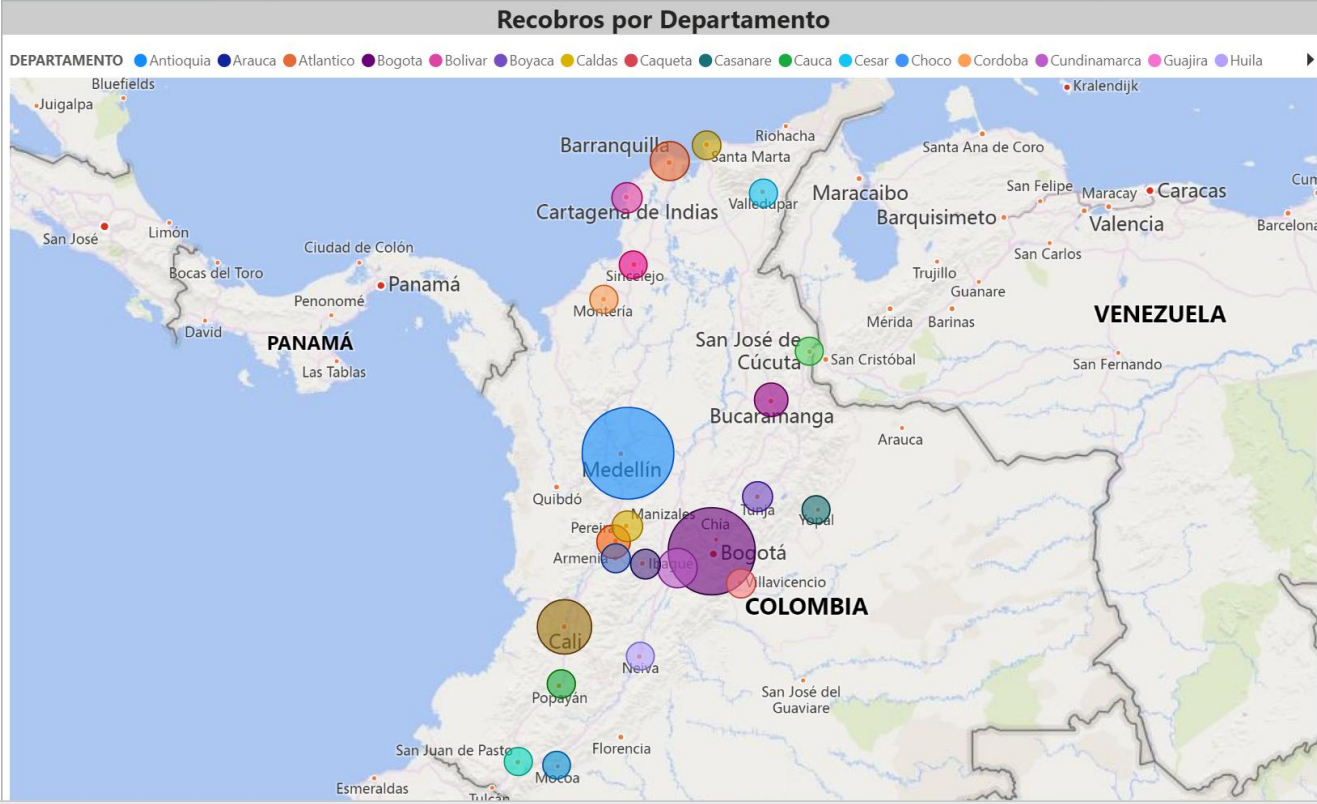 Recobros por Departamento
DEPARTAMENTO Antioquia Arauca Atlantico Bogota Bolivar Boyaca Caldas Caqueta Casanare Cauca Cesar Choco Cordoba Cundinamarca Guajira Huila
Bluefields
Kralendijk
Juigalpa
Riohacha
Barranquilla
Santa Marta
Santa Ana de Coro
Maracaibo
San Felipe
Maracay
Caracas
Cartagena de Indias
Valledupar
Barquisimeto
Valencia
Barcelona
San José
Limón
Ciudad de Colón
San Carlos
Bocas del Toro
Panamá
Sincelejo
Trujillo
Guanare
Penonomé
Montería
Mérida
Barinas
VENEZUELA
David
PANAMÁ
San José de
Cúcuta
San Cristóbal
San Fernando
Las Tablas
Bucaramanga
Arauca
Medellín
Quibdó
Tunja
Yopal
Manizales
Pereira
Chia
Armenia
Ibague
Bogotá
Villavicencio
COLOMBIA
Cali
Neiva
Popayán
San José del
Guaviare
San Juan de Pasto
Florencia
Mocoa
Esmeraldas
Tulcán